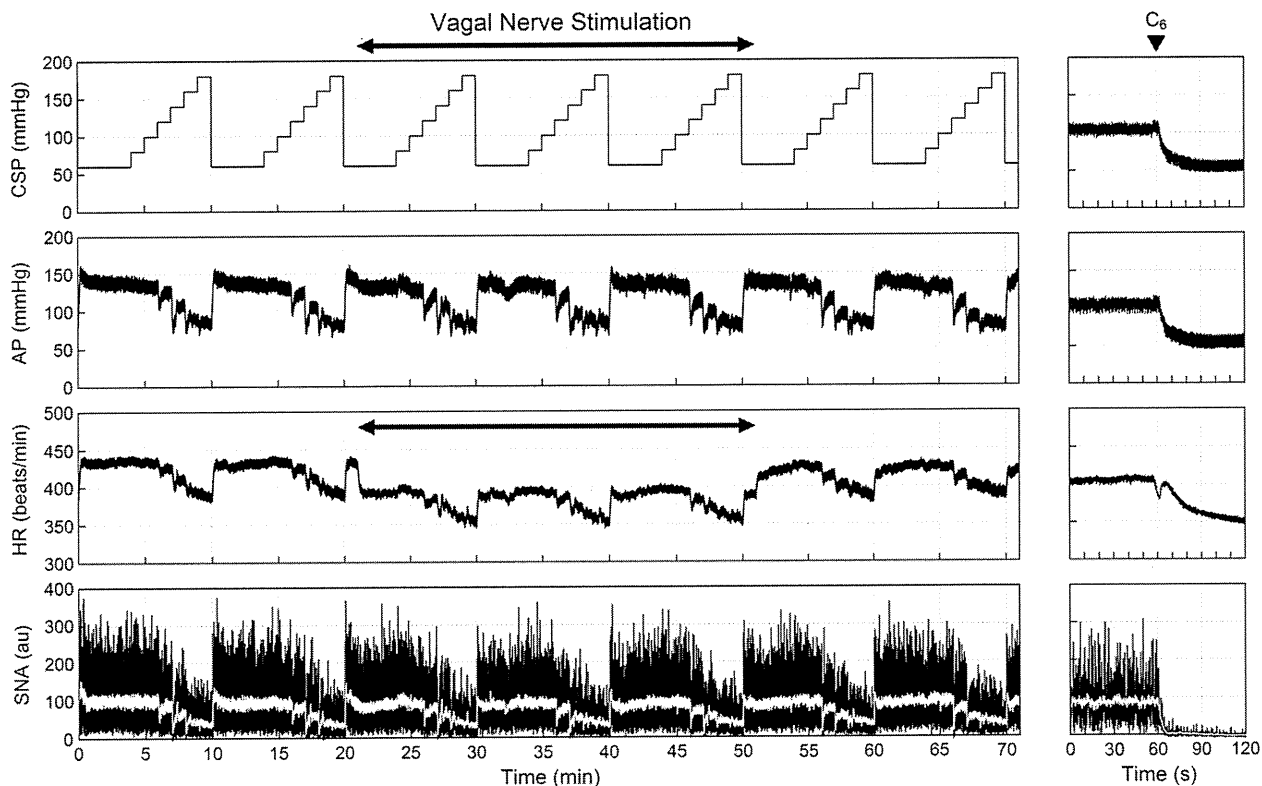 Vagal Nerve Stimulation
C6
CSP (mmHg)
200
150
100
50
0
AP (mmHg)
200
150
100
50
0
HR (beats/min)
500
450
400
350
300
SNA (au)
400
300
200
100
0
0 5 10 15 20 25 30 35 40 45 50 55 60 65 70
Time (min)
0 30 60 90 120
Time (s)